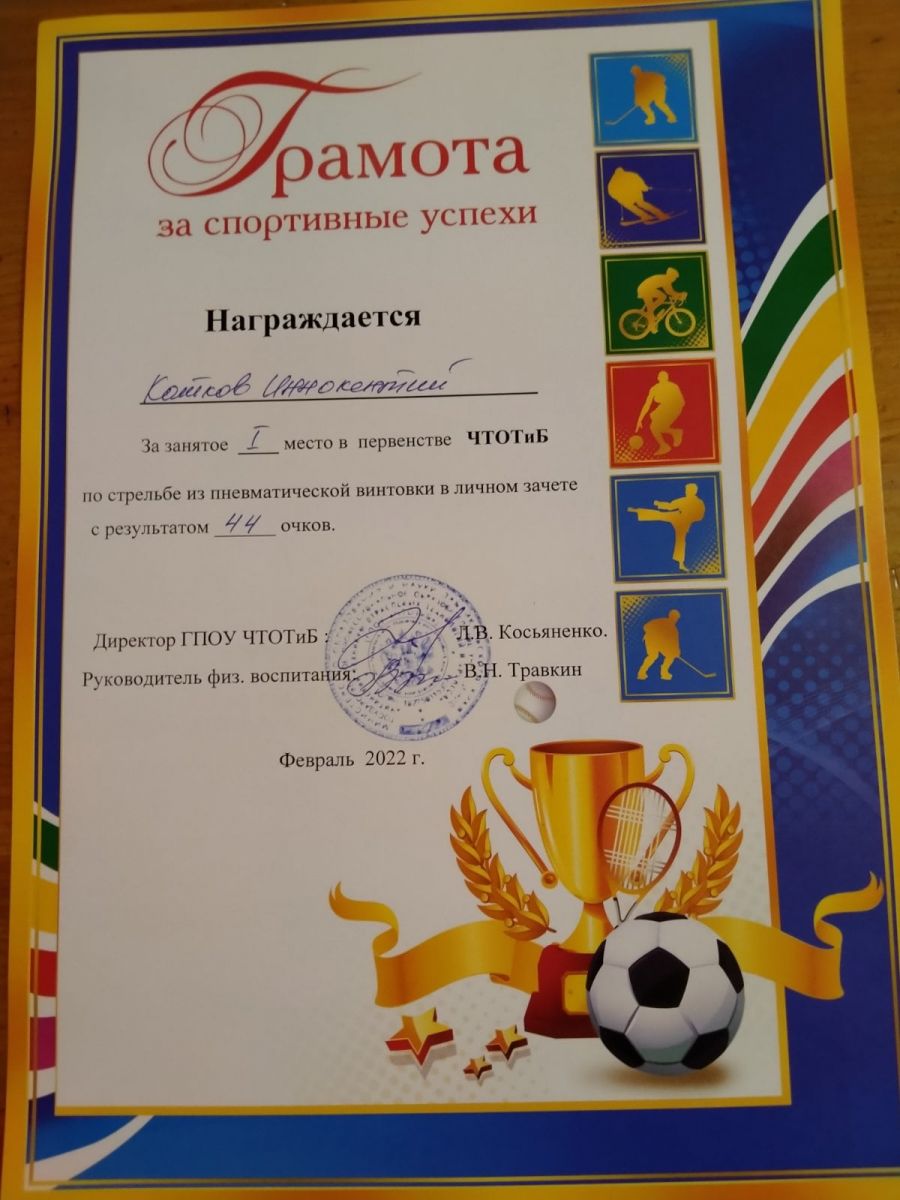 Грамота
за спортивные успехи
Награждается
Котков Иннокентий
За занятое I место в первенстве ЧТОТиБ
по стрельбе из пневматической винтовки в личном зачете
с результатом 44 очков.
Директор ГПОУ ЧТОТиБ : Л.В. Косьяненко.
Руководитель физ. воспитания: В.Н. Травкин
Февраль 2022 г.